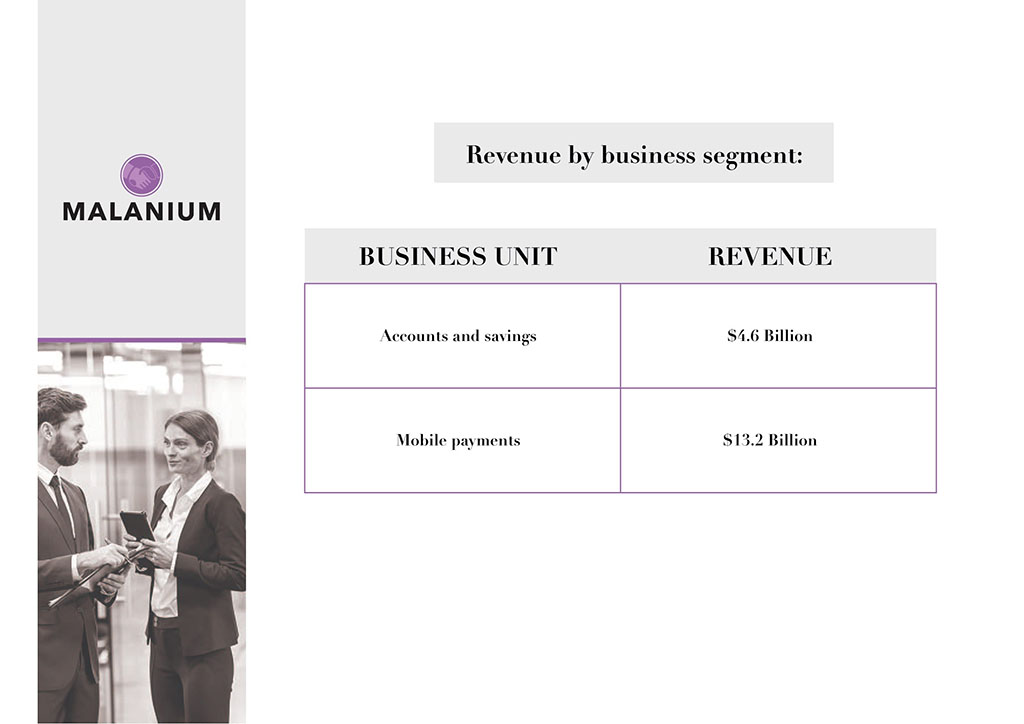 MALANIUM
Revenue by business segment:
BUSINESS UNIT REVENUE
Accounts and savings $4.6 Billion
Mobile payments $13.2 Billion